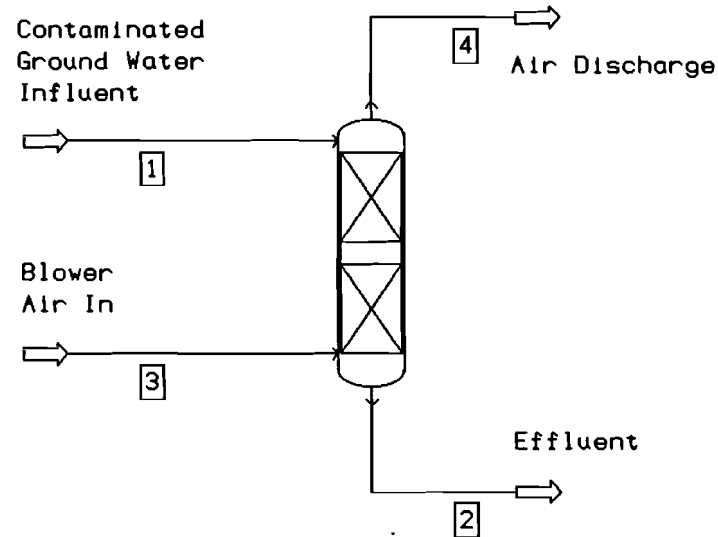 Contaminated
Ground Water
Influent
1
4
Air Discharge
Blower
Air In
3
Effluent
2